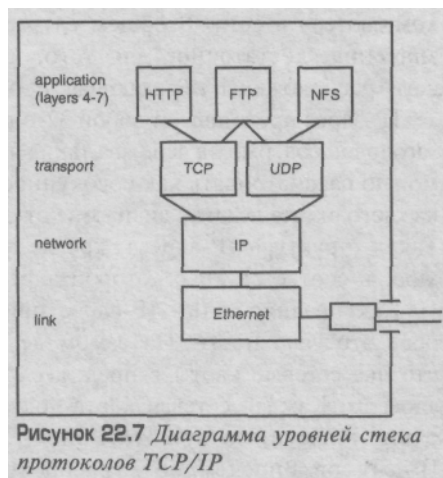 application
(layers 4-7)
HTTP
FTP
NFS
transport
TCP
UDP
network
IP
link
Ethernet
Рисунок 22.7 Диаграмма уровней стека
протоколов TCP/IP